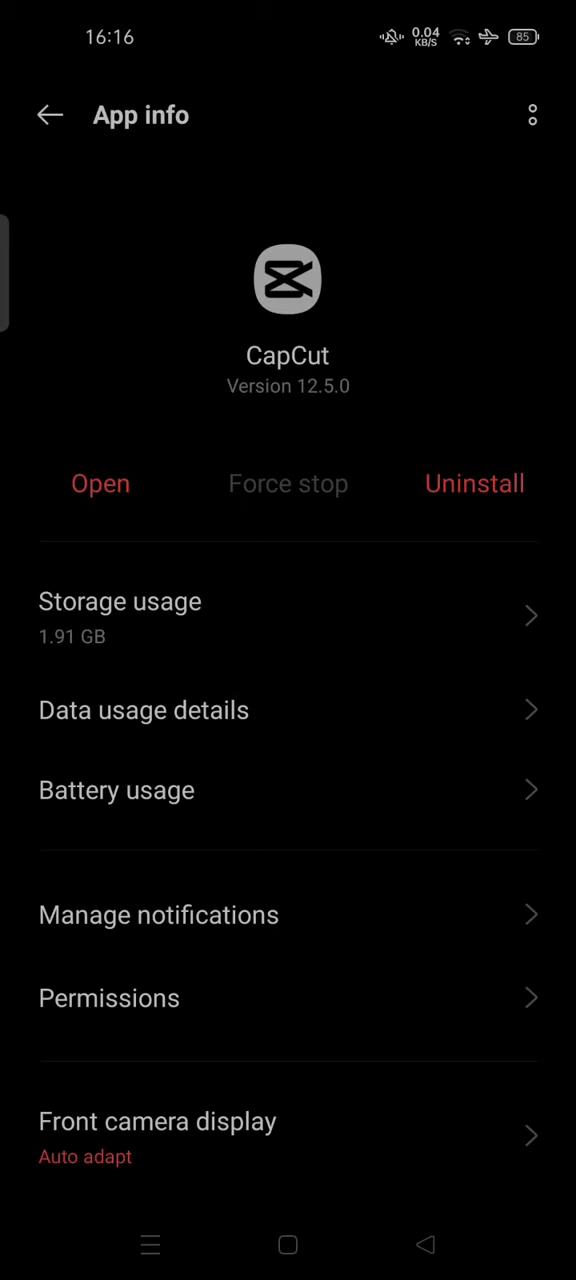 16:16
0.04
KB/S
85
App info
CapCut
Version 12.5.0
Open
Force stop
Uninstall
Storage usage
1.91 GB
Data usage details
Battery usage
Manage notifications
Permissions
Front camera display
Auto adapt